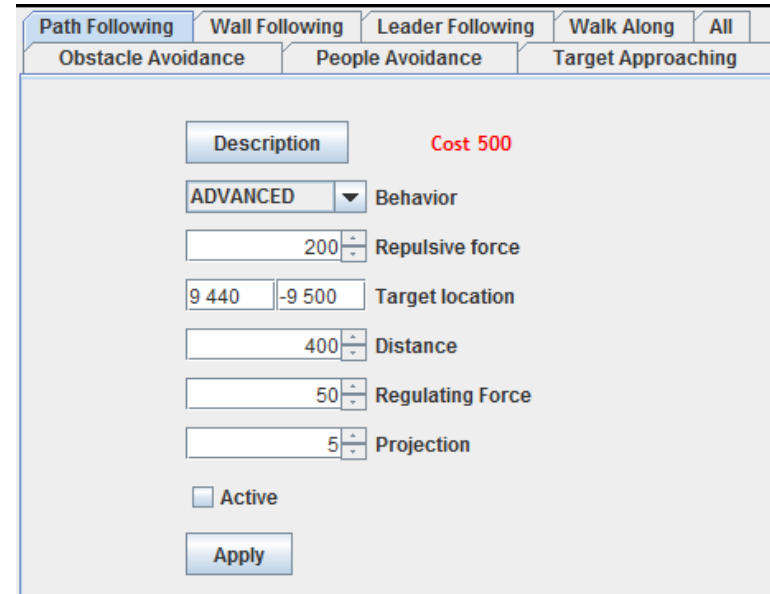 Path Following Wall Following Leader Following Walk Along All
Obstacle Avoidance People Avoidance Target Approaching
Description Cost 500
ADVANCED Behavior
200 Repulsive force
9 440 -9 500 Target location
400 Distance
50 Regulating Force
5 Projection
Active
Apply